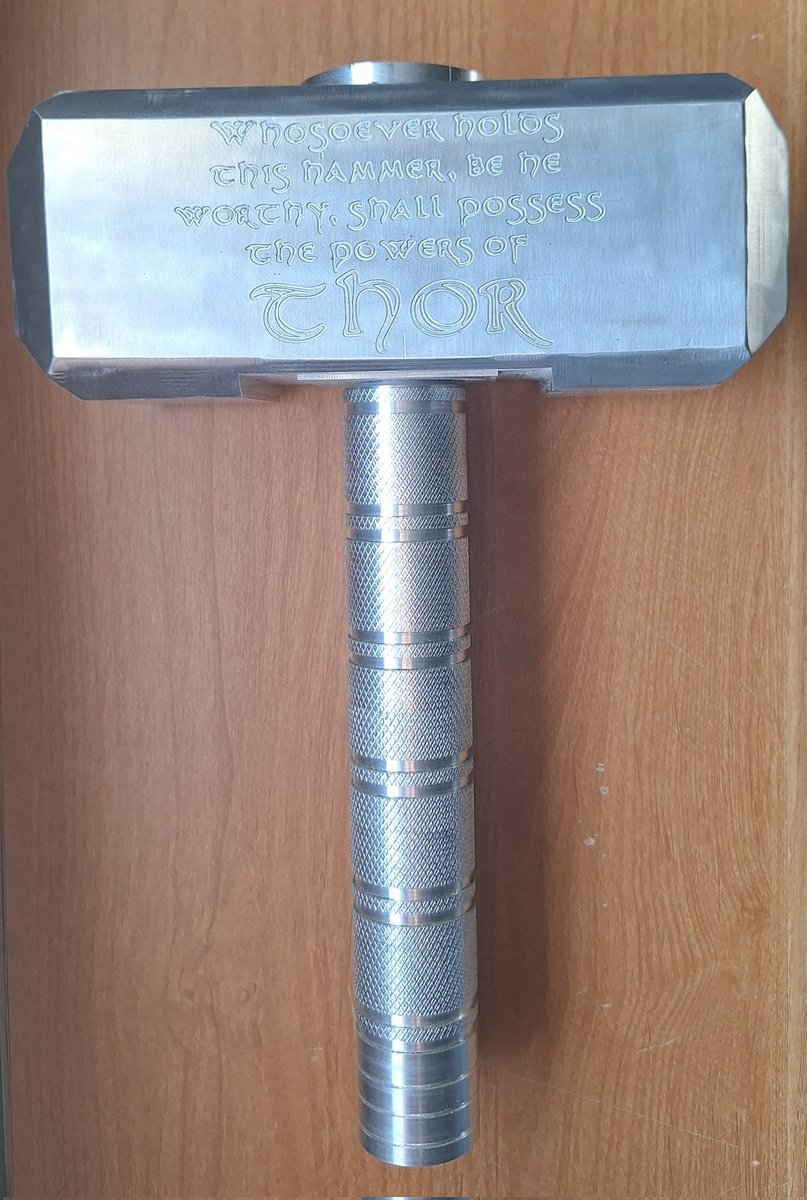 Whosoever holds
this hammer, be he
worthy, shall possess
the powers of
Thor